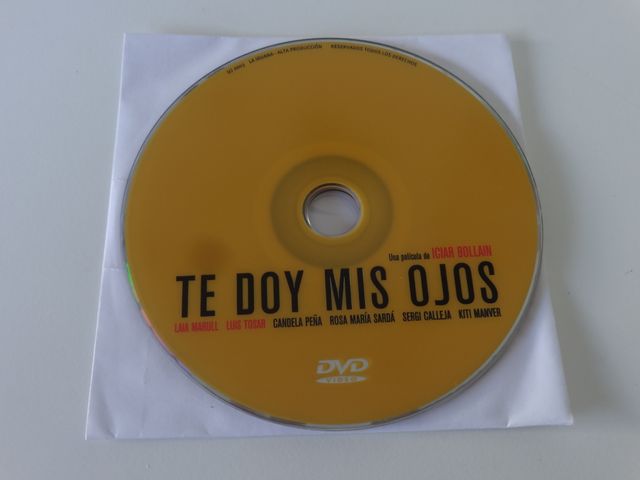 LA IGUANA - ALTA PRODUCCIÓN RESERVADOS TODOS LOS DERECHOS
Una película de ICIAR BOLLAIN
TE DOY MIS OJOS
LAIA MARULL LUIS TOSAR CANDELA PEÑA ROSA MARÍA SARDÁ SERGI CALLEJA KITI MANVER
DVD
VIDEO